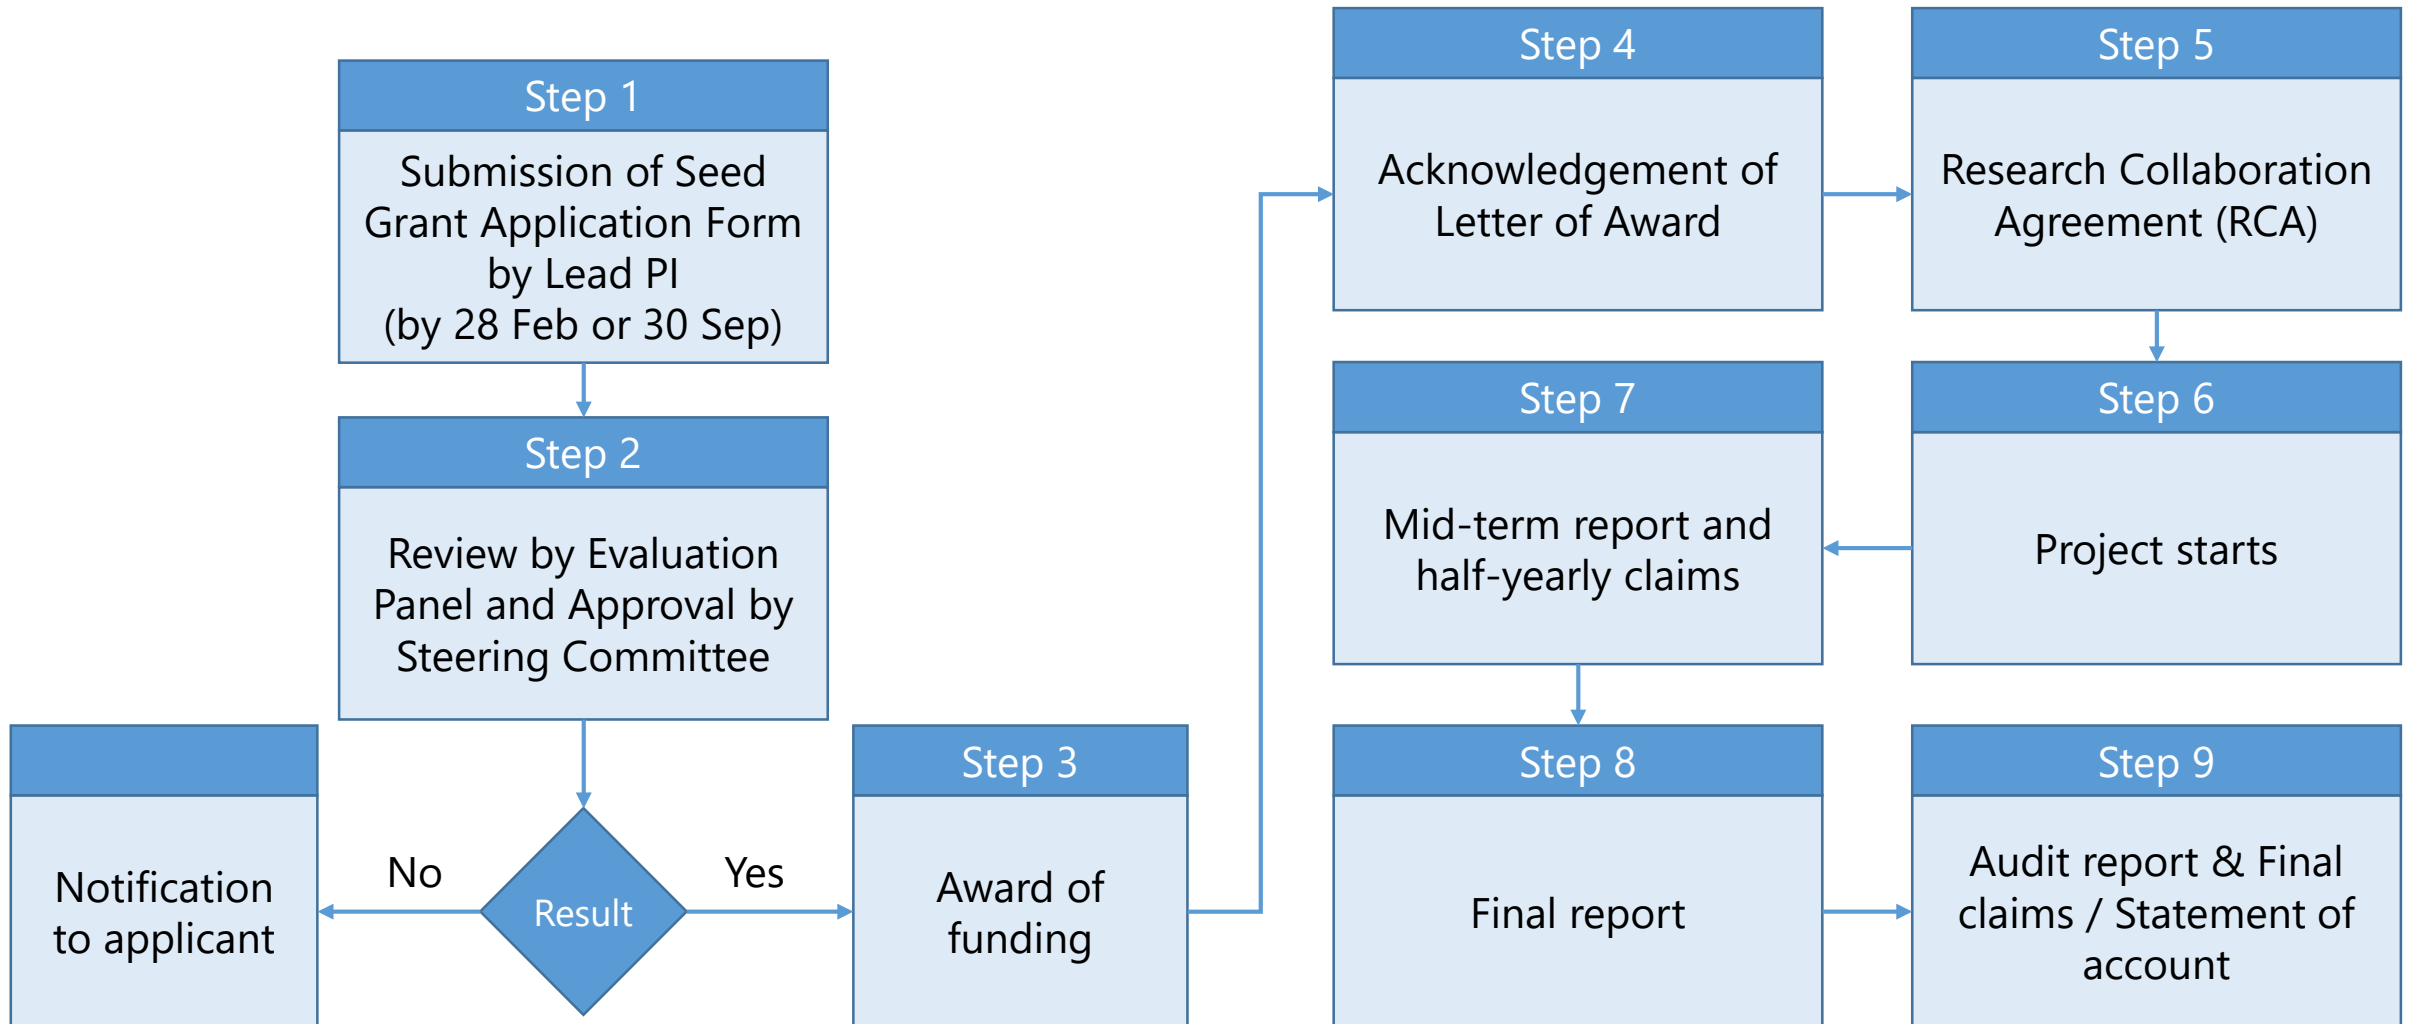 Step 1
Submission of Seed
Grant Application Form
by Lead PI
(by 28 Feb or 30 Sep)
Step 2
Review by Evaluation
Panel and Approval by
Steering Committee
Result
No
Notification
to applicant
Yes
Step 3
Award of
funding
Step 4
Acknowledgement of
Letter of Award
Step 5
Research Collaboration
Agreement (RCA)
Step 6
Project starts
Step 7
Mid-term report and
half-yearly claims
Step 8
Final report
Step 9
Audit report & Final
claims / Statement of
account